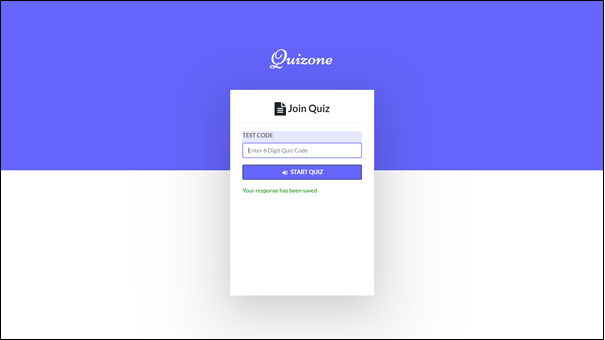 Quizone
Join Quiz
TEST CODE
Enter 6 Digit Quiz Code
START QUIZ
Your response has been saved